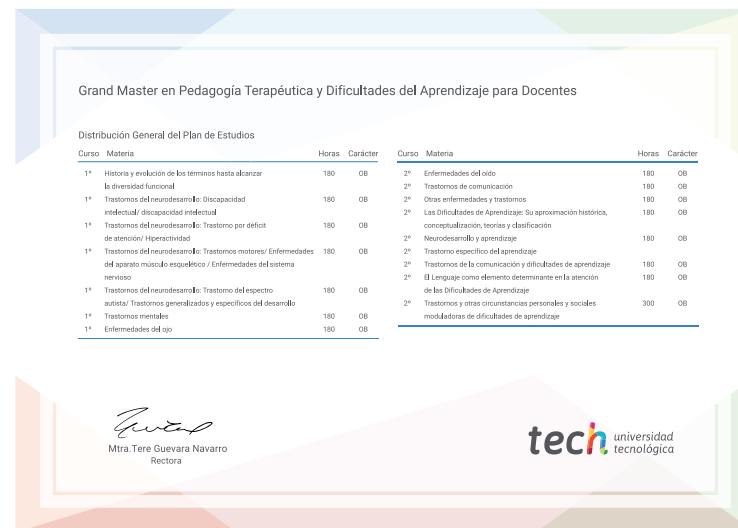 Grand Master en Pedagogía Terapéutica y Dificultades del Aprendizaje para Docentes
Distribución General del Plan de Estudios
Curso Materia Horas Carácter
1º Historia y evolución de los términos hasta alcanzar 180 OB
la diversidad funcional
1º Trastornos del neurodesarrollo: Discapacidad 180 OB
intelectual/ discapacidad intelectual
1º Trastornos del neurodesarrollo: Trastorno por déficit 180 OB
de atención/ Hiperactividad
1º Trastornos del neurodesarrollo: Trastornos motores/ Enfermedades 180 OB
del aparato músculo esquelético / Enfermedades del sistema
nervioso
1º Trastornos del neurodesarrollo: Trastorno del espectro 180 OB
autista/ Trastornos generalizados y específicos del desarrollo
1º Trastornos mentales 180 OB
1º Enfermedades del ojo 180 OB
Curso Materia Horas Carácter
2º Enfermedades del oído 180 OB
2º Trastornos de comunicación 180 OB
2º Otras enfermedades y trastornos 180 OB
2º Las Dificultades de Aprendizaje: Su aproximación histórica, 180 OB
conceptualización, teorías y clasificación
2º Neurodesarrollo y aprendizaje 180 OB
2º Trastorno específico del aprendizaje
2º Trastornos de la comunicación y dificultades de aprendizaje 180 OB
2º El Lenguaje como elemento determinante en la atención 180 OB
de las Dificultades de Aprendizaje
2º Trastornos y otras circunstancias personales y sociales 300 OB
moduladoras de dificultades de aprendizaje
Mtra.Tere Guevara Navarro
Rectora
tech universidad
tecnológica